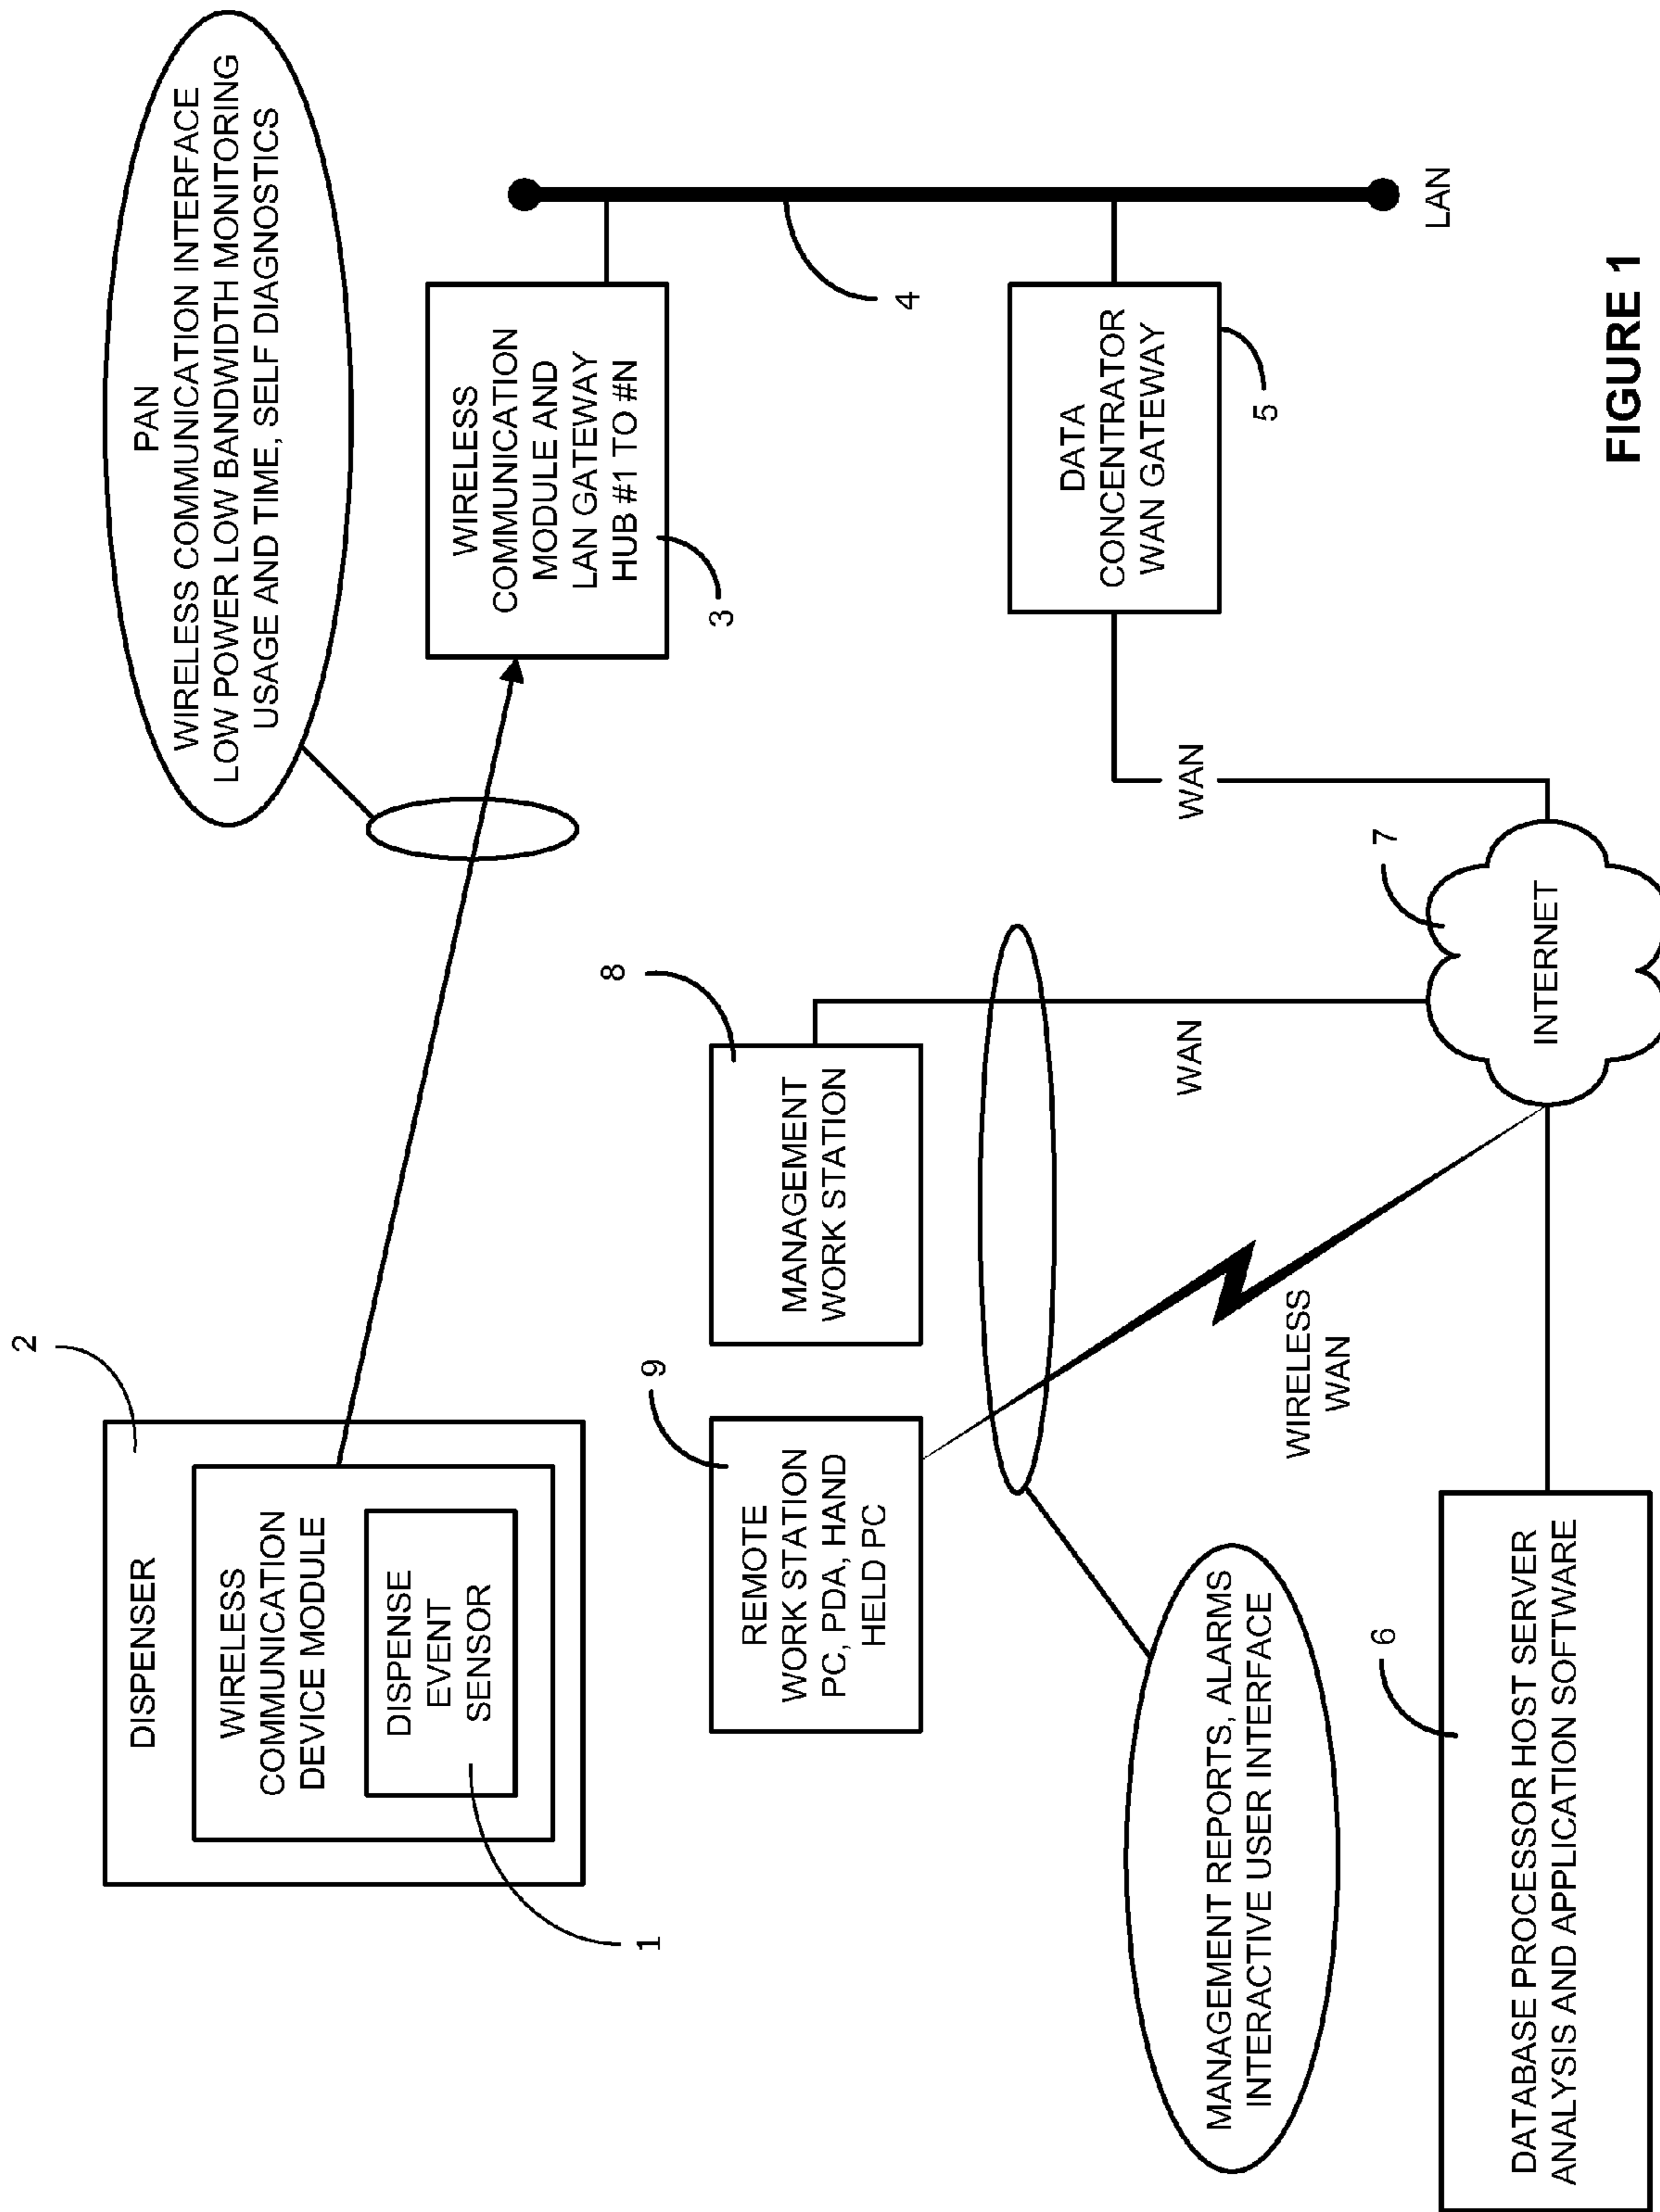 2
DISPENSER
WIRELESS
COMMUNICATION
DEVICE MODULE
DISPENSE
EVENT
SENSOR
1
PAN
WIRELESS COMMUNICATION INTERFACE
LOW POWER LOW BANDWIDTH MONITORING
USAGE AND TIME, SELF DIAGNOSTICS
WIRELESS
COMMUNICATION
MODULE AND
LAN GATEWAY
HUB #1 TO #N
3
4
LAN
8
MANAGEMENT
WORK STATION
9
REMOTE
WORK STATION
PC, PDA, HAND
HELD PC
DATA
CONCENTRATOR
WAN GATEWAY
5
WAN
WAN
WIRELESS
WAN
MANAGEMENT REPORTS, ALARMS
INTERACTIVE USER INTERFACE
7
INTERNET
6
DATABASE PROCESSOR HOST SERVER
ANALYSIS AND APPLICATION SOFTWARE
FIGURE 1